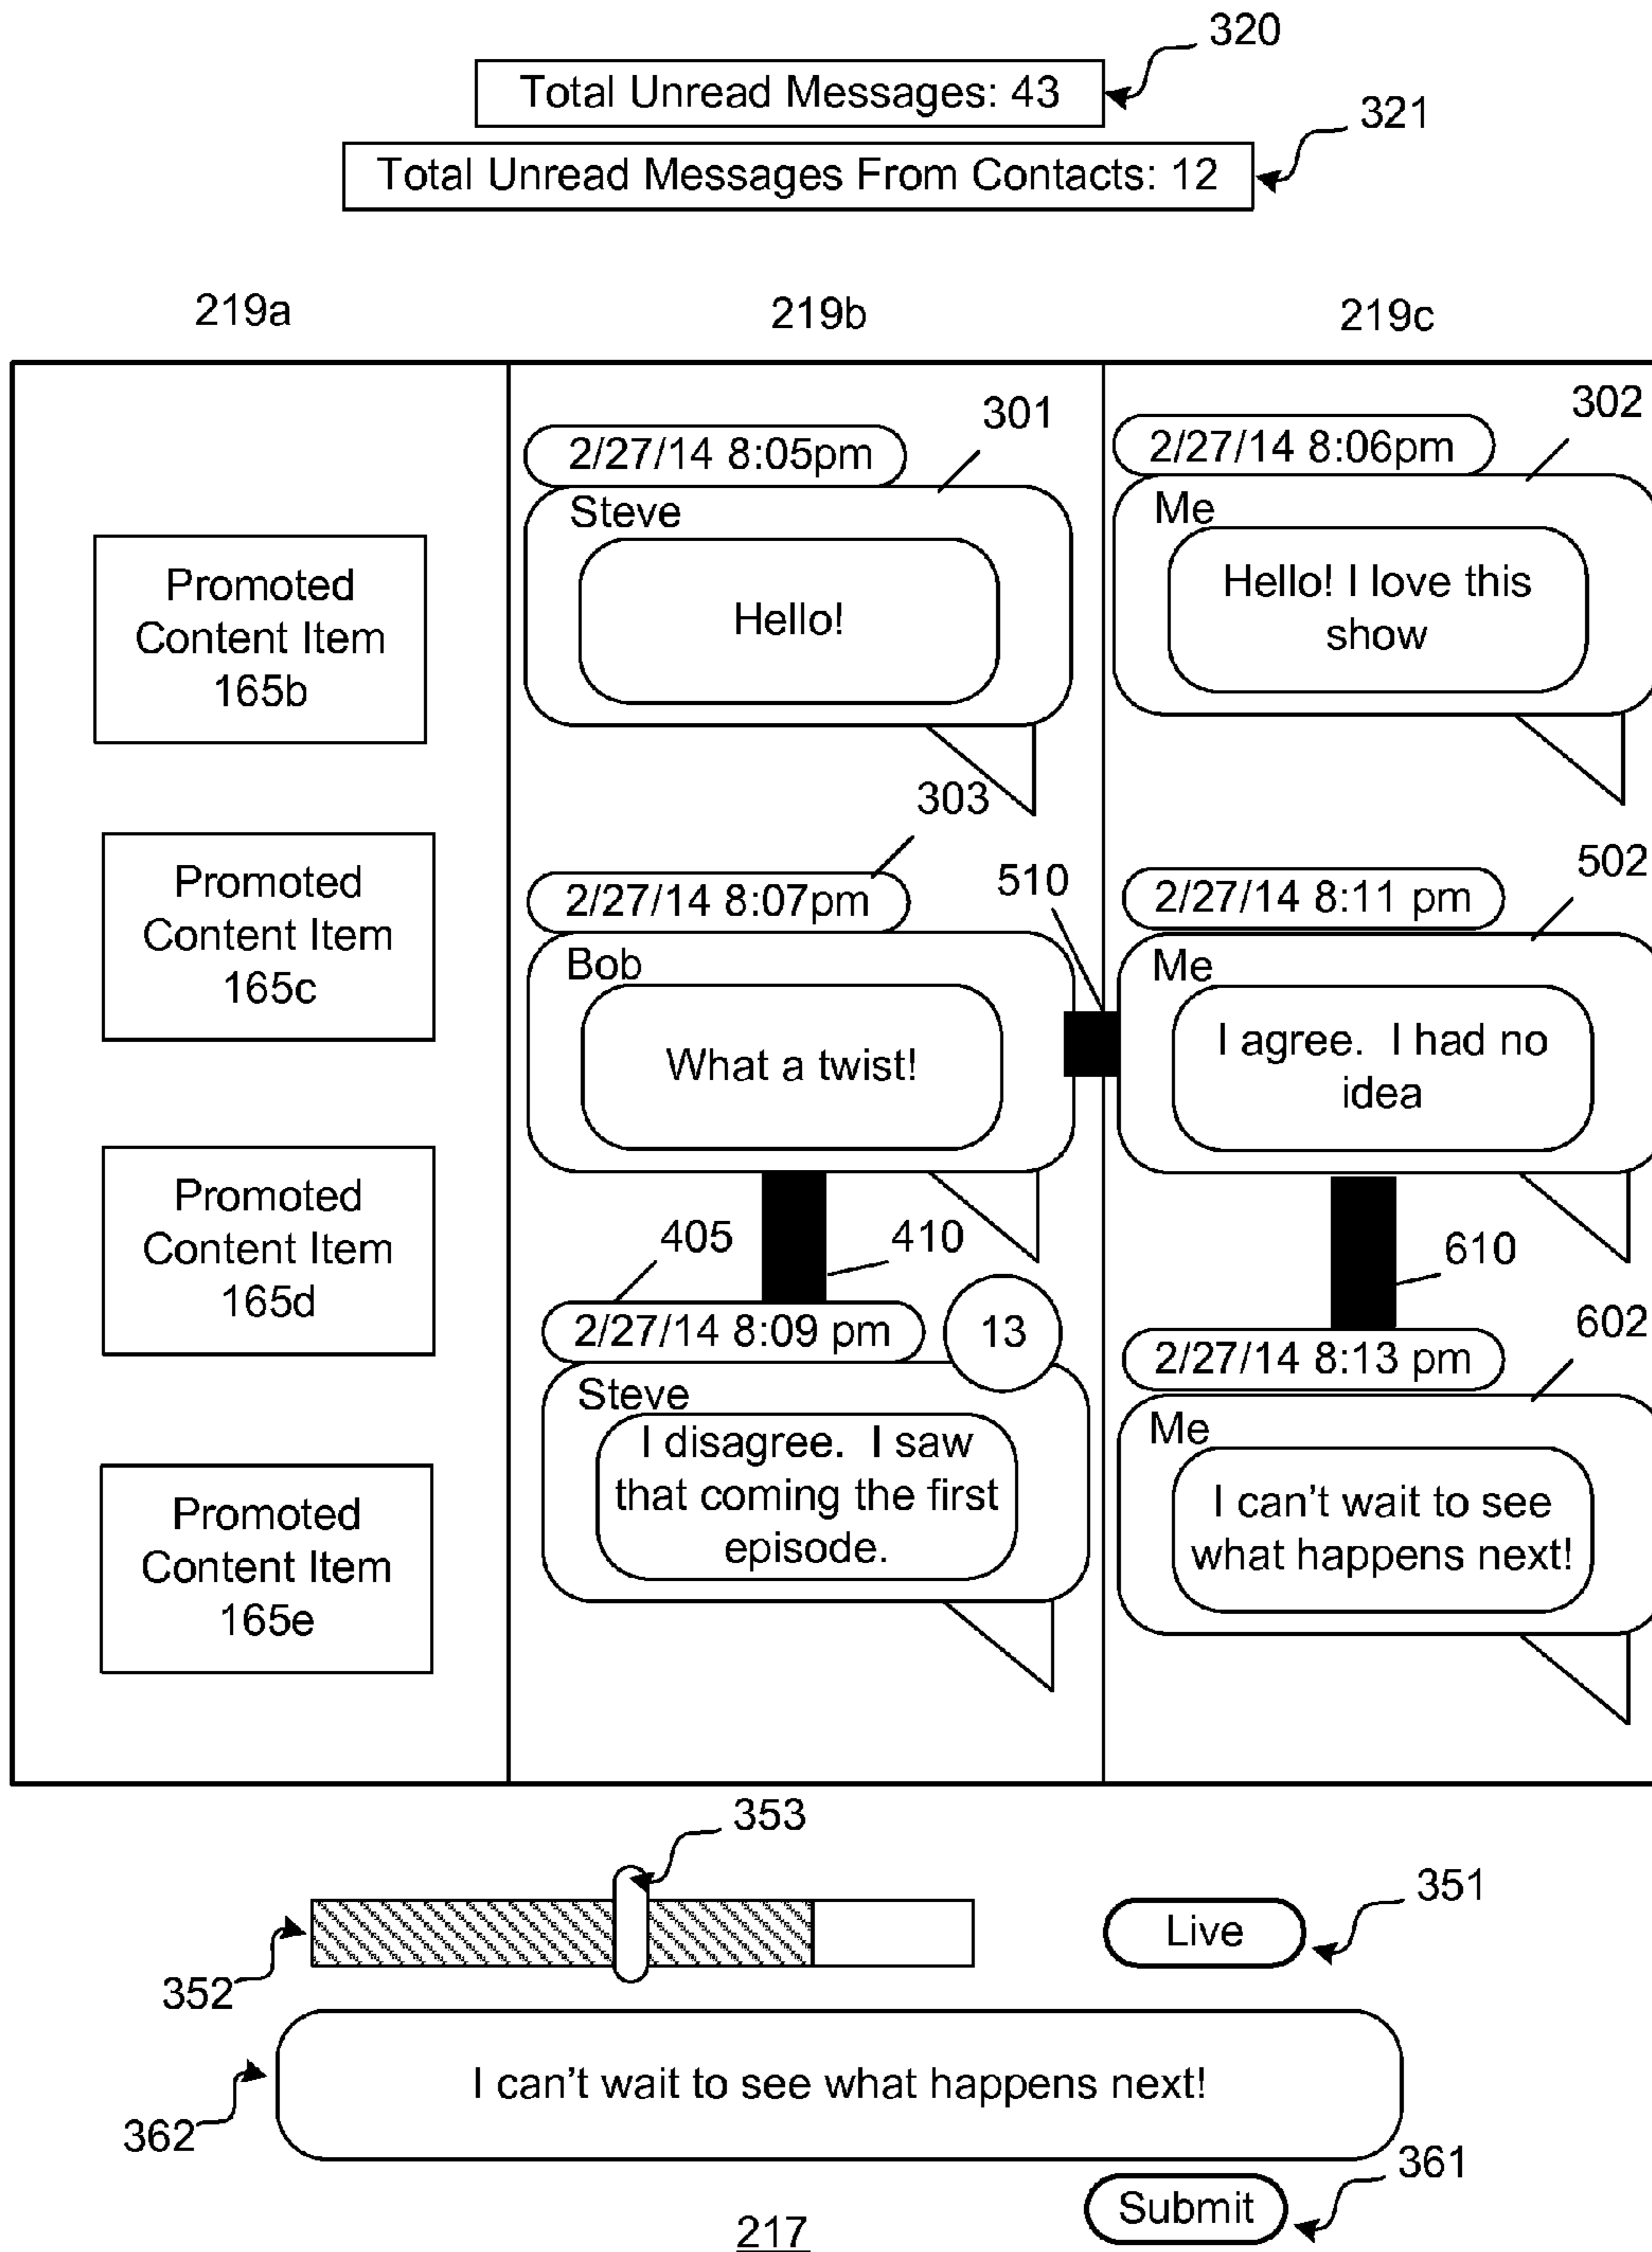 320
Total Unread Messages: 43
321
Total Unread Messages From Contacts: 12
219a
219b
219c
Promoted
Content Item
165b
Promoted
Content Item
165c
Promoted
Content Item
165d
Promoted
Content Item
165e
301
2/27/14 8:05pm
Steve
Hello!
303
2/27/14 8:07pm
510
Bob
What a twist!
405
410
2/27/14 8:09 pm
13
Steve
I disagree.  I saw
that coming the first
episode.
302
2/27/14 8:06pm
Me
Hello! I love this
show
502
2/27/14 8:11 pm
Me
I agree.  I had no
idea
610
602
2/27/14 8:13 pm
Me
I can't wait to see
what happens next!
353
351
Live
352
I can't wait to see what happens next!
362
361
Submit
217